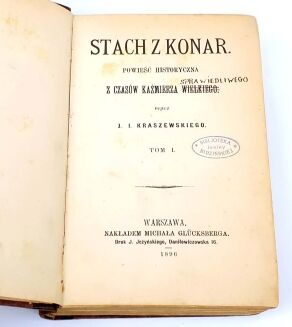 STACH Z KONAR.
POWIEŚĆ HISTORYCZNA
SPRAWIEDLIWEGO
Z CZASÓW KAŹMIERZA WIELKIEGO,
przez
J. I. KRASZEWSKIEGO.
TOM I.
BIBLIOTEKA
WARSZAWA,
NAKŁADEM MICHAŁA GLÜCKSBERGA.
Druk J. Jeżyńskiego, Daniłowiczowska 16.
1896